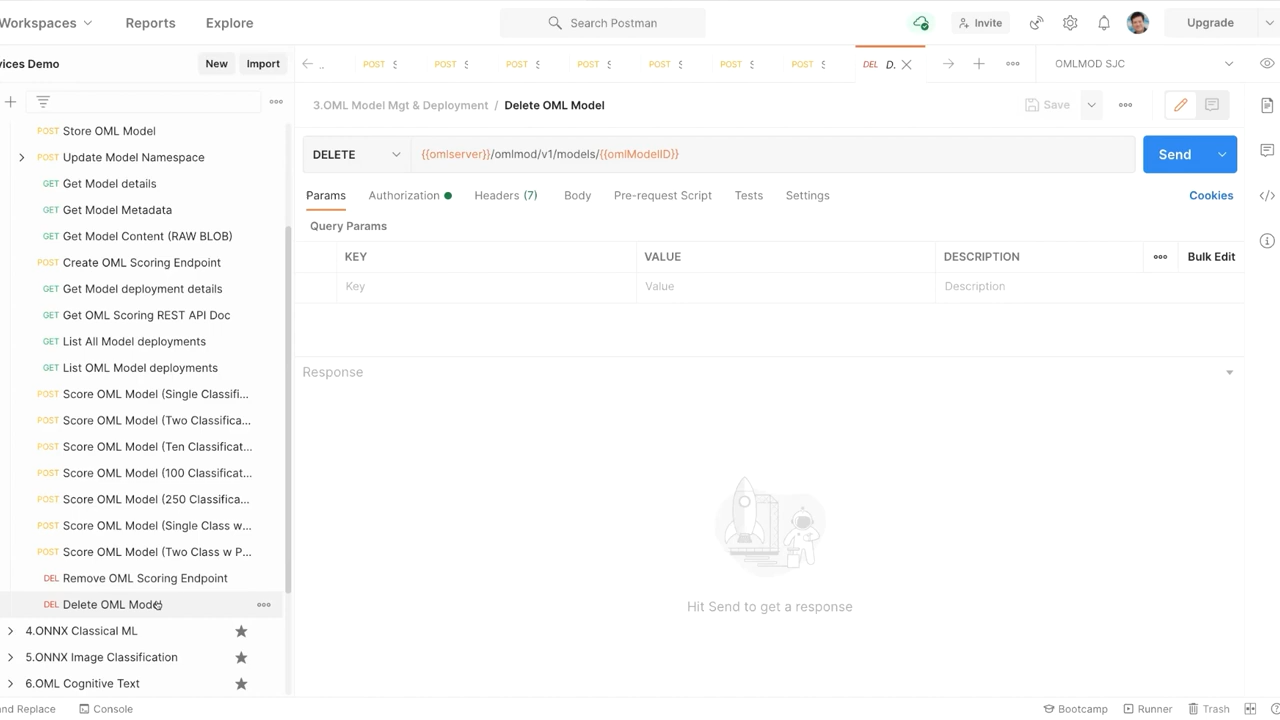 Workspaces Reports Explore Search Postman Invite Upgrade
vices Demo New Import
.. POST POST POST POST POST POST POST DEL D. OMLMOD SJC
3.OML Model Mgt & Deployment / Delete OML Model Save
DELETE {{omlserver}}/omlmod/v1/models/{{omlModelID}} Send
Params Authorization Headers (7) Body Pre-request Script Tests Settings Cookies
Query Params
KEY VALUE DESCRIPTION Bulk Edit
Key Value Description
Response
Hit Send to get a response
POST Store OML Model
POST Update Model Namespace
GET Get Model details
GET Get Model Metadata
GET Get Model Content (RAW BLOB)
POST Create OML Scoring Endpoint
GET Get Model deployment details
GET Get OML Scoring REST API Doc
GET List All Model deployments
GET List OML Model deployments
POST Score OML Model (Single Classifi...
POST Score OML Model (Two Classifica...
POST Score OML Model (Ten Classificat...
POST Score OML Model (100 Classificat...
POST Score OML Model (250 Classifica...
POST Score OML Model (Single Class w...
POST Score OML Model (Two Class w P...
DEL Remove OML Scoring Endpoint
DEL Delete OML Model
4.ONNX Classical ML
5.ONNX Image Classification
6.OML Cognitive Text
and Replace Console Bootcamp Runner Trash